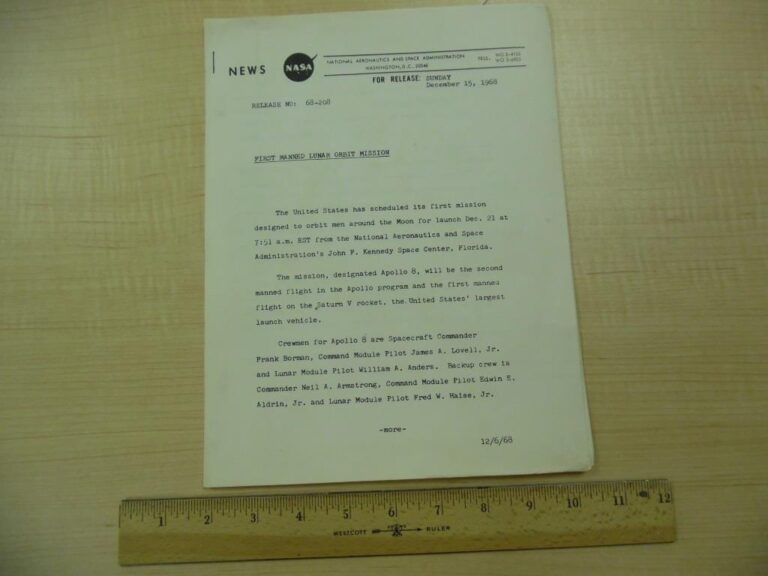 NEWS
NASA
NATIONAL AERONAUTICS AND SPACE ADMINISTRATION
WASHINGTON, D.C. 20546
TELS. WO 2-4155
WO 3-6925
FOR RELEASE: SUNDAY
December 15, 1968
RELEASE NO: 68-208
FIRST MANNED LUNAR ORBIT MISSION
The United States has scheduled its first mission
designed to orbit men around the Moon for launch Dec. 21 at
7:51 a.m. EST from the National Aeronautics and Space
Administration's John F. Kennedy Space Center, Florida.
The mission, designated Apollo 8, will be the second
manned flight in the Apollo program and the first manned
flight on the Saturn V rocket, the United States' largest
launch vehicle.
Crewmen for Apollo 8 are Spacecraft Commander
Frank Borman, Command Module Pilot James A. Lovell, Jr.
and Lunar Module Pilot William A. Anders. Backup crew is
Commander Neil A. Armstrong, Command Module Pilot Edwin E.
Aldrin, Jr. and Lunar Module Pilot Fred W. Haise, Jr.
-more-
12/6/68
1 2 3 4 5 6 7 8 9 10 11 12
WESTCOTT RULER